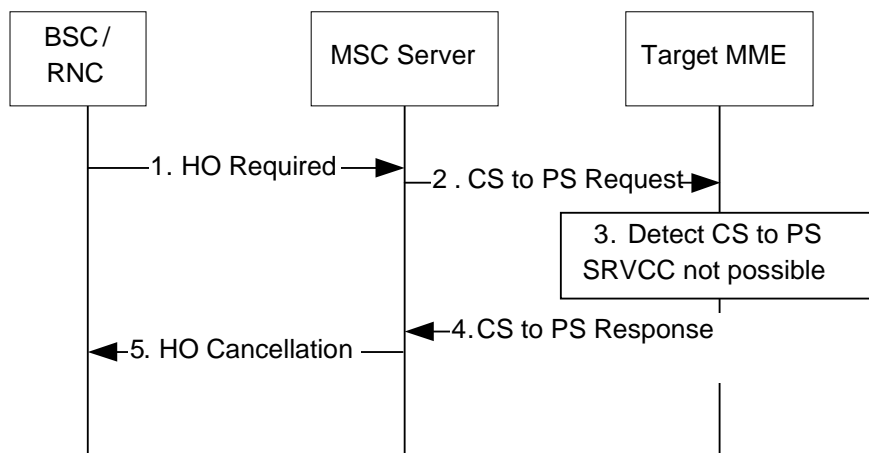 BSC/
RNC
MSC Server
Target MME
1. HO Required
2 . CS to PS Request
3. Detect CS to PS
SRVCC not possible
4.CS to PS Response
5. HO Cancellation